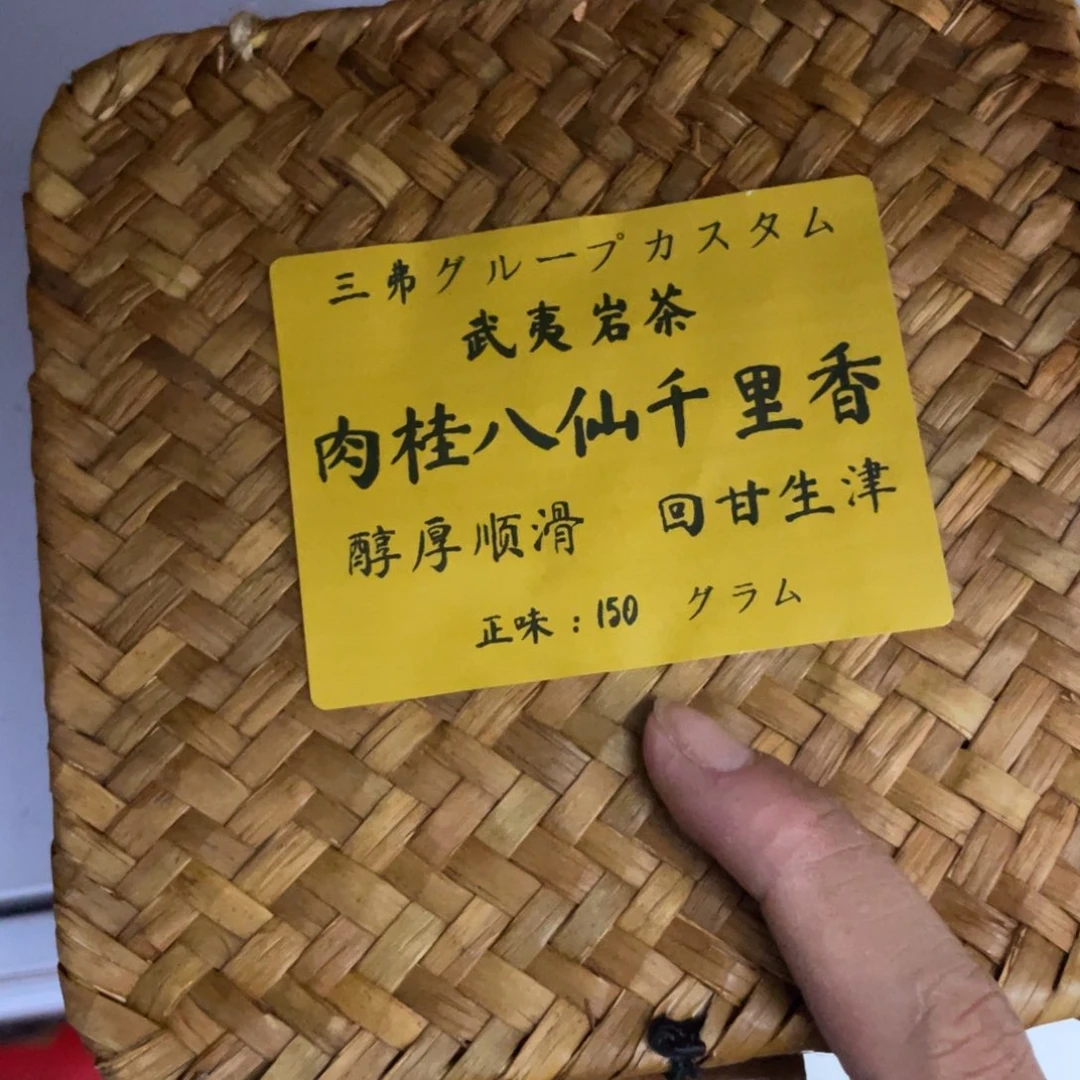 三弗グループカスタム
武夷岩茶
肉桂八仙千里香
醇厚顺滑 回甘生津
正味:150 グラム